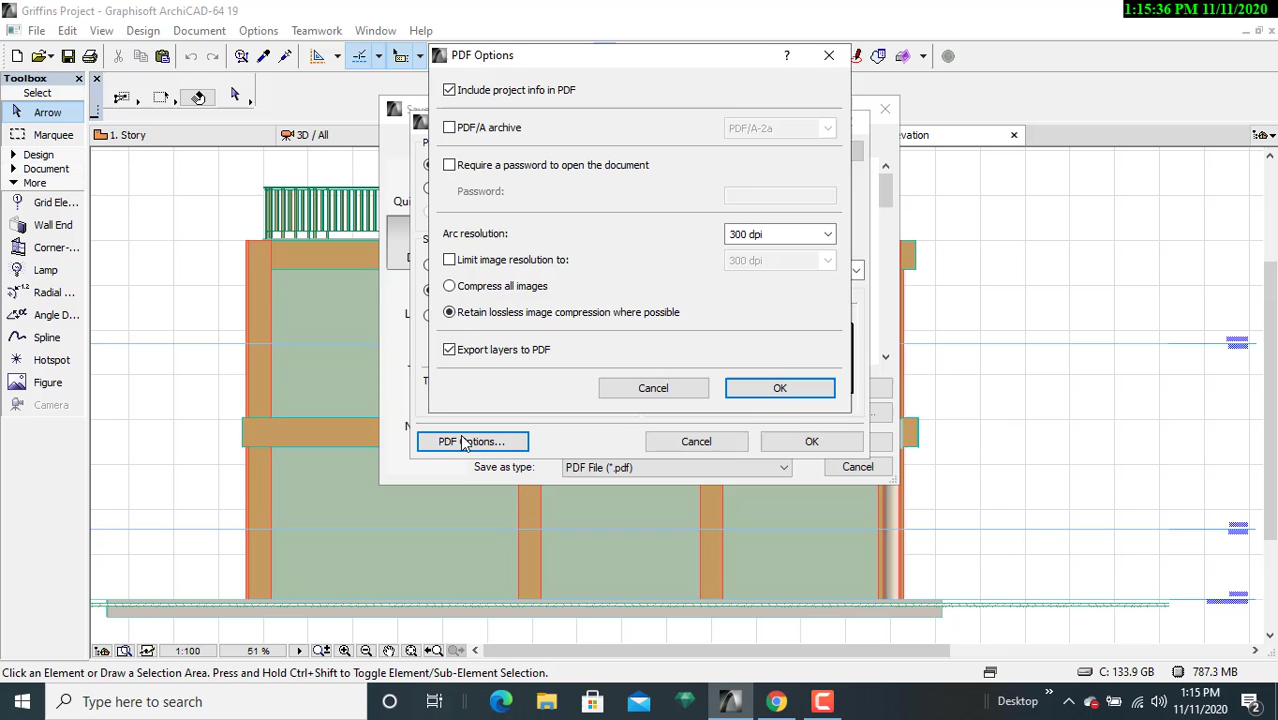 Griffins Project - Graphisoft ArchiCAD-64 19
1:15:36 PM 11/11/2020
File Edit View Design Document Options Teamwork Window Help
PDF Options
?
Toolbox
Select
Arrow
Marquee
Design
Document
More
Grid Ele...
Wall End
Corner-...
Lamp
Radial ...
Angle D...
Spline
Hotspot
Figure
Camera
1. Story
3D / All
evation
Include project info in PDF
PDF/A archive
PDF/A-2a
Require a password to open the document
Password:
Arc resolution:
300 dpi
Limit image resolution to:
300 dpi
Compress all images
Retain lossless image compression where possible
Export layers to PDF
Cancel
OK
PDF Options...
Cancel
OK
Save as type:
PDF File (*.pdf)
Cancel
1:100
51 %
Click an Element or Draw a Selection Area. Press and Hold Ctrl+Shift to Toggle Element/Sub-Element Selection.
C: 133.9 GB
787.3 MB
Type here to search
Desktop
1:15 PM
11/11/2020
2